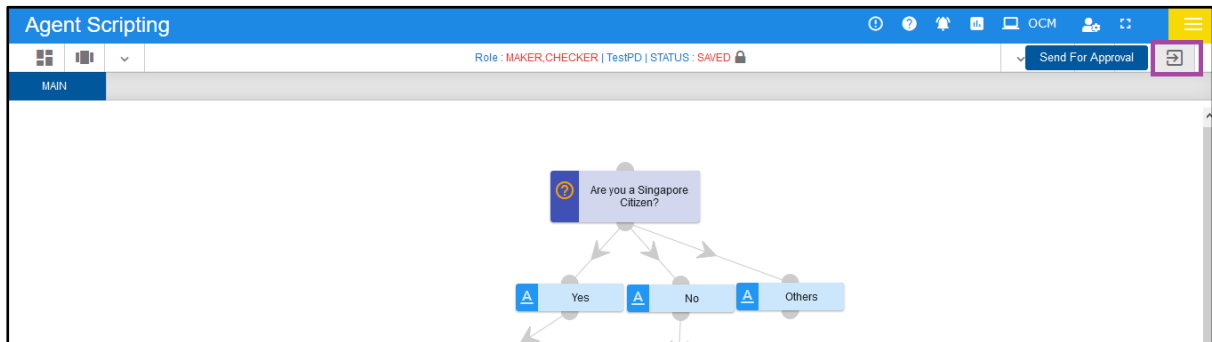 Agent Scripting
OCM
Role : MAKER,CHECKER | TestPD | STATUS : SAVED
Send For Approval
MAIN
Are you a Singapore
Citizen?
A Yes
A No
A Others